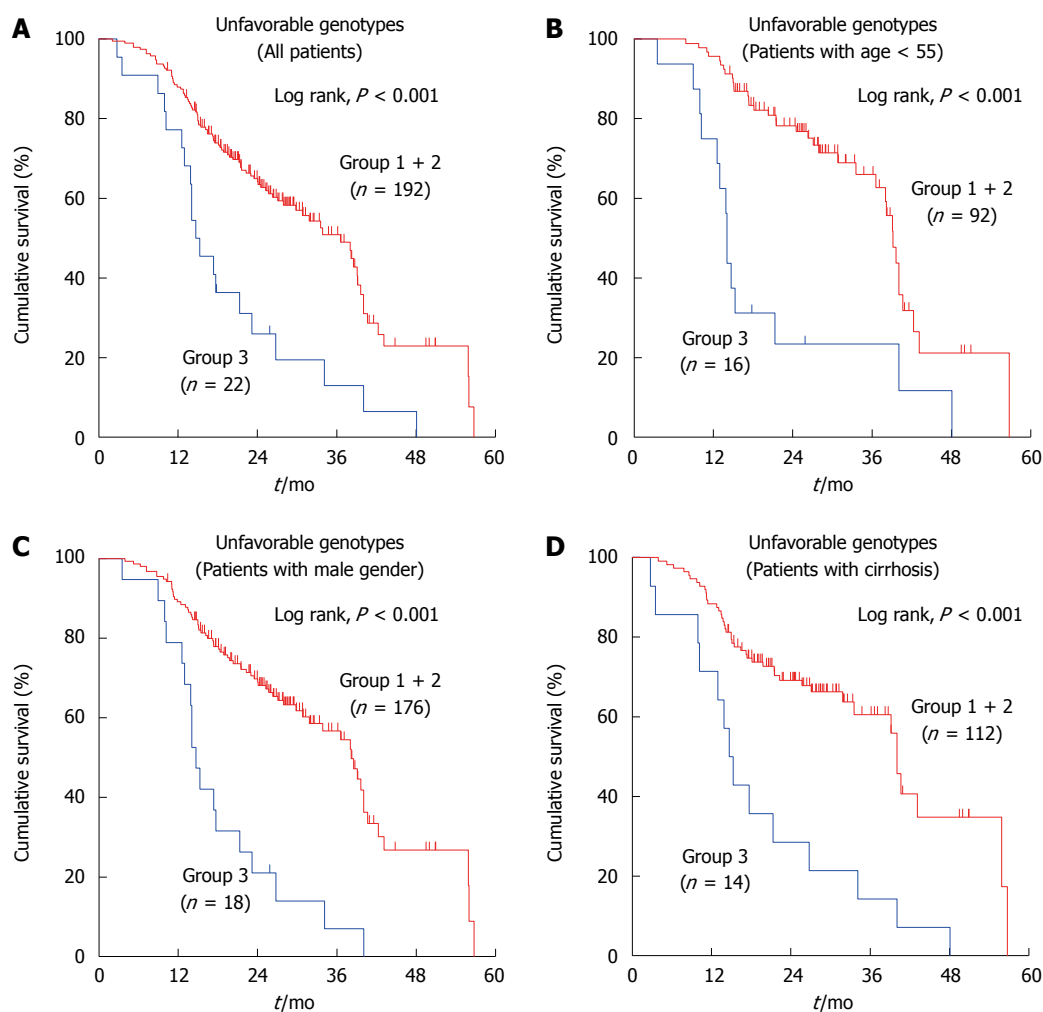 A
Unfavorable genotypes
(All patients)
Log rank, P < 0.001
Group 1 + 2
(n = 192)
Group 3
(n = 22)
Cumulative survival (%)
100
80
60
40
20
0
0 12 24 36 48 60
t/mo
B
Unfavorable genotypes
(Patients with age < 55)
Log rank, P < 0.001
Group 1 + 2
(n = 92)
Group 3
(n = 16)
Cumulative survival (%)
100
80
60
40
20
0
0 12 24 36 48 60
t/mo
C
Unfavorable genotypes
(Patients with male gender)
Log rank, P < 0.001
Group 1 + 2
(n = 176)
Group 3
(n = 18)
Cumulative survival (%)
100
80
60
40
20
0
0 12 24 36 48 60
t/mo
D
Unfavorable genotypes
(Patients with cirrhosis)
Log rank, P < 0.001
Group 1 + 2
(n = 112)
Group 3
(n = 14)
Cumulative survival (%)
100
80
60
40
20
0
0 12 24 36 48 60
t/mo